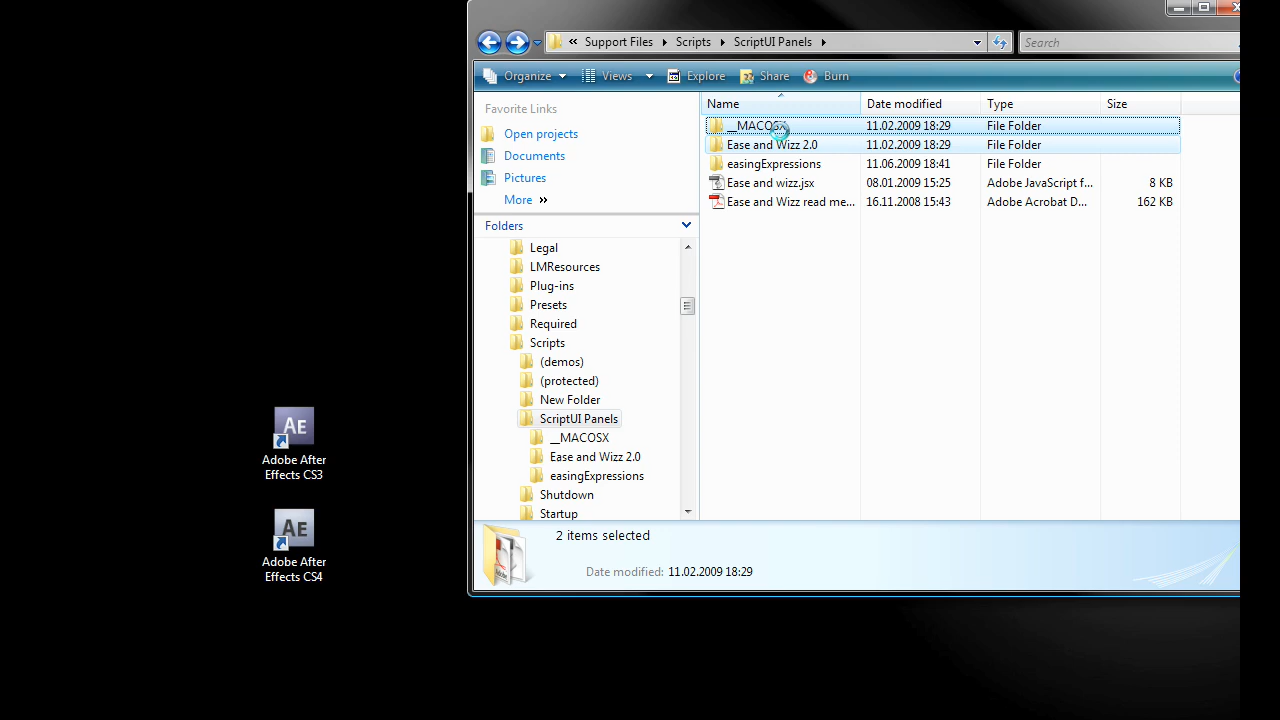 Support Files
Scripts
ScriptUI Panels
Search
Organize
Views
Explore
Share
Burn
Favorite Links
Open projects
Documents
Pictures
More »
Folders
Legal
LMResources
Plug-ins
Presets
Required
Scripts
(demos)
(protected)
New Folder
ScriptUI Panels
__MACOSX
Ease and Wizz 2.0
easingExpressions
Shutdown
Startup
Name Date modified Type Size
__MACOSX 11.02.2009 18:29 File Folder
Ease and Wizz 2.0 11.02.2009 18:29 File Folder
easingExpressions 11.06.2009 18:41 File Folder
Ease and wizz.jsx 08.01.2009 15:25 Adobe JavaScript f... 8 KB
Ease and Wizz read me... 16.11.2008 15:43 Adobe Acrobat D... 162 KB
2 items selected
Date modified: 11.02.2009 18:29
AE
Adobe After
Effects CS3
AE
Adobe After
Effects CS4